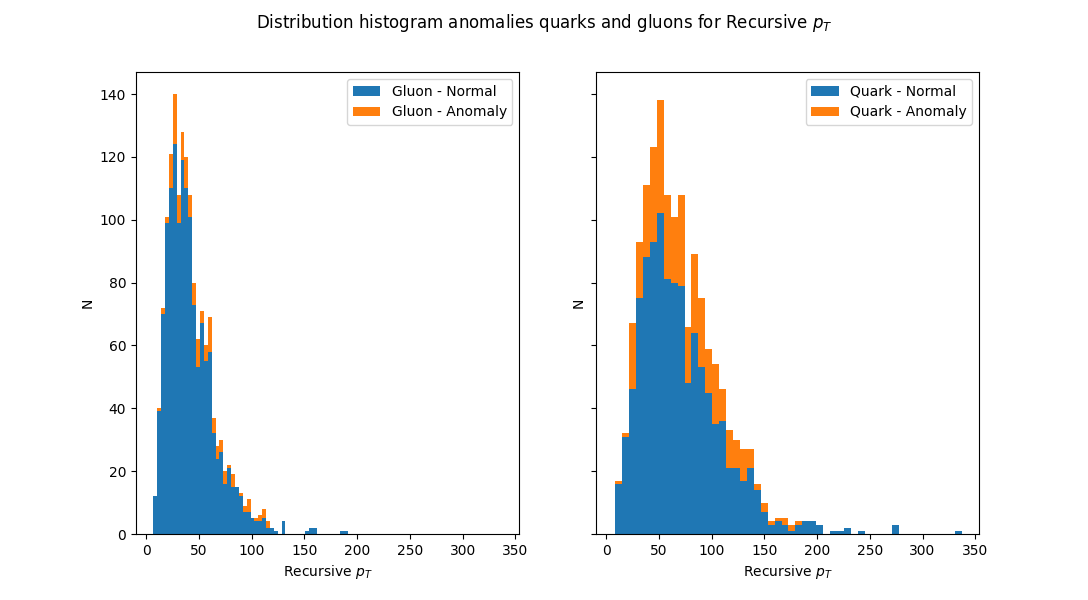 Distribution histogram anomalies quarks and gluons for Recursive $p_T$
Gluon - Normal
Gluon - Anomaly
140
120
100
80
60
40
20
0
N
0 50 100 150 200 250 300 350
Recursive $p_T$
Quark - Normal
Quark - Anomaly
N
0 50 100 150 200 250 300 350
Recursive $p_T$